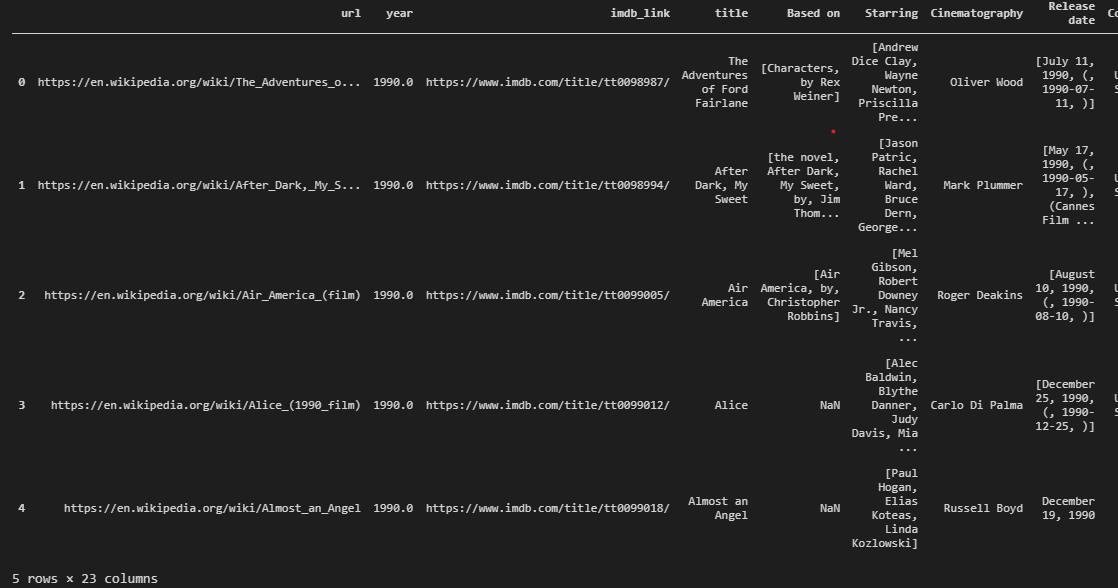 url year imdb_link title Based on Starring Cinematography Release date
0 https://en.wikipedia.org/wiki/The_Adventures_o... 1990.0 https://www.imdb.com/title/tt0098987/ The Adventures of Ford Fairlane [Characters, by Rex Weiner] [Andrew Dice Clay, Wayne Newton, Priscilla Pre... Oliver Wood [July 11, 1990, (, 1990-07-11, )]
1 https://en.wikipedia.org/wiki/After_Dark,_My_S... 1990.0 https://www.imdb.com/title/tt0098994/ After Dark, My Sweet [the novel, After Dark, My Sweet, by, Jim Thom... [Jason Patric, Rachel Ward, Bruce Dern, George... Mark Plummer [May 17, 1990, (, 1990-05-17, ), (Cannes Film ...
2 https://en.wikipedia.org/wiki/Air_America_(film) 1990.0 https://www.imdb.com/title/tt0099005/ Air America [Air America, by, Christopher Robbins] [Mel Gibson, Robert Downey Jr., Nancy Travis, ... Roger Deakins [August 10, 1990, (, 1990-08-10, )]
3 https://en.wikipedia.org/wiki/Alice_(1990_film) 1990.0 https://www.imdb.com/title/tt0099012/ Alice NaN [Alec Baldwin, Blythe Danner, Judy Davis, Mia ... Carlo Di Palma [December 25, 1990, (, 1990-12-25, )]
4 https://en.wikipedia.org/wiki/Almost_an_Angel 1990.0 https://www.imdb.com/title/tt0099018/ Almost an Angel NaN [Paul Hogan, Elias Koteas, Linda Kozlowski] Russell Boyd December 19, 1990
5 rows × 23 columns